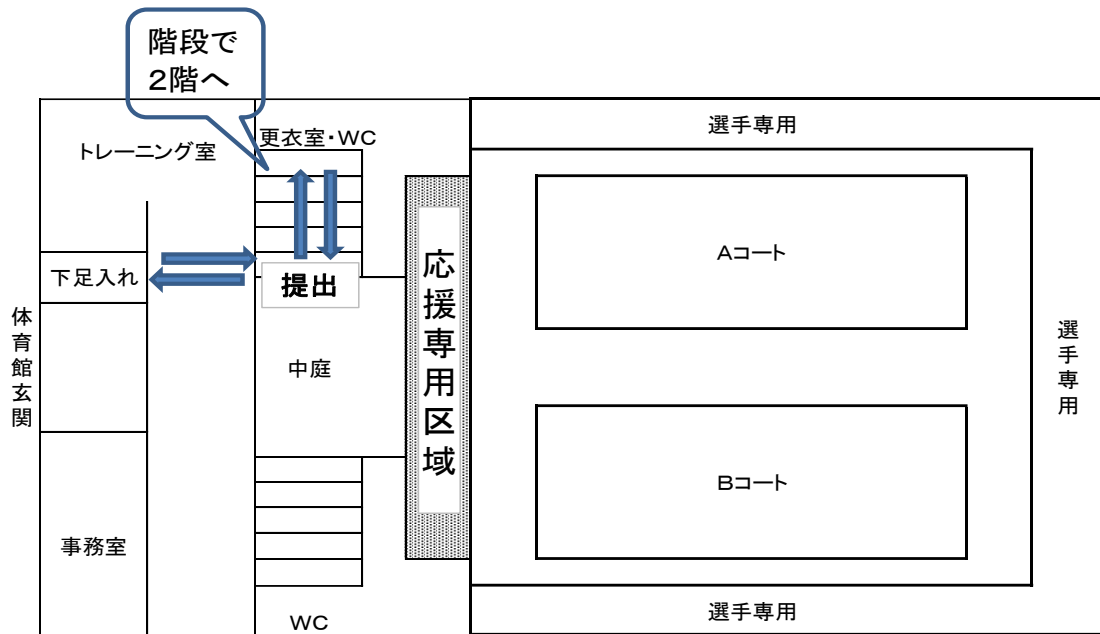 階段で
２階へ
選手専用
更衣室・ＷＣ
トレーニング室
Ａコート
下足入れ
提出
応援専用区域
体育館玄関
選手専用
中庭
Ｂコート
事務室
ＷＣ
選手専用